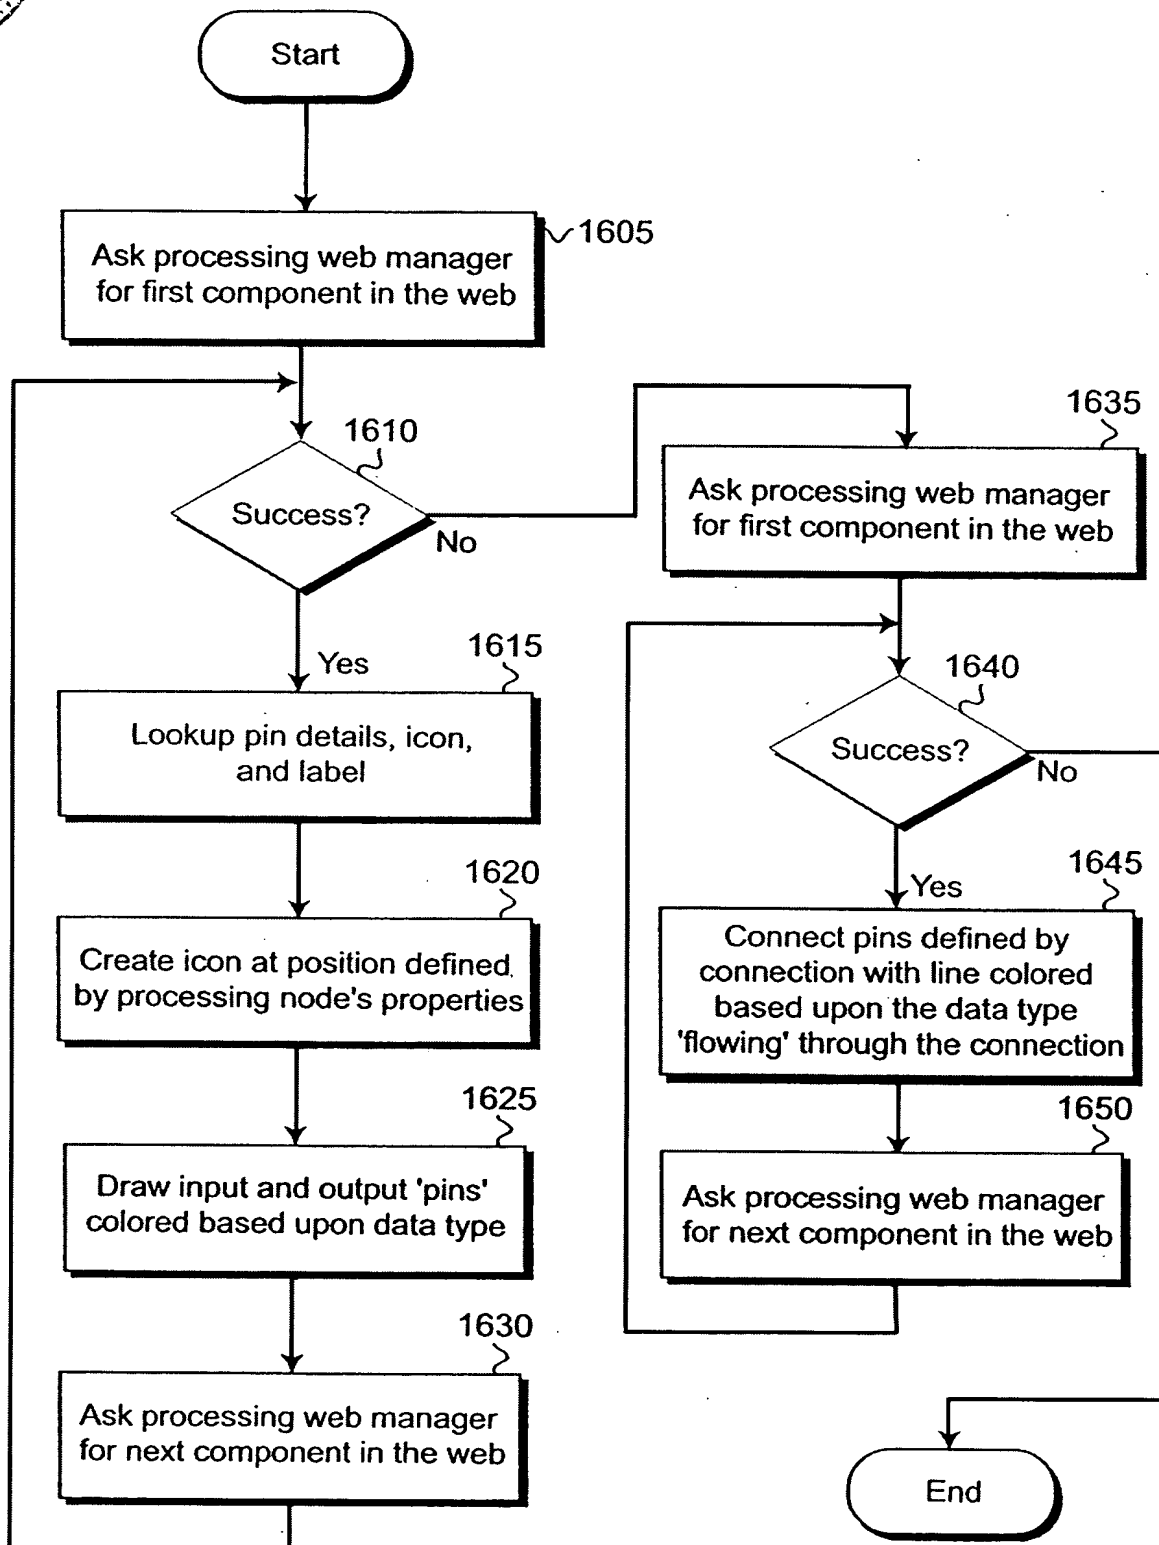 Start
1605
Ask processing web manager
for first component in the web
1610
Success?
No
Yes
1615
Lookup pin details, icon,
and label
1620
Create icon at position defined
by processing node's properties
1625
Draw input and output 'pins'
colored based upon data type
1630
Ask processing web manager
for next component in the web
1635
Ask processing web manager
for first component in the web
1640
Success?
No
Yes
1645
Connect pins defined by
connection with line colored
based upon the data type
'flowing' through the connection
1650
Ask processing web manager
for next component in the web
End